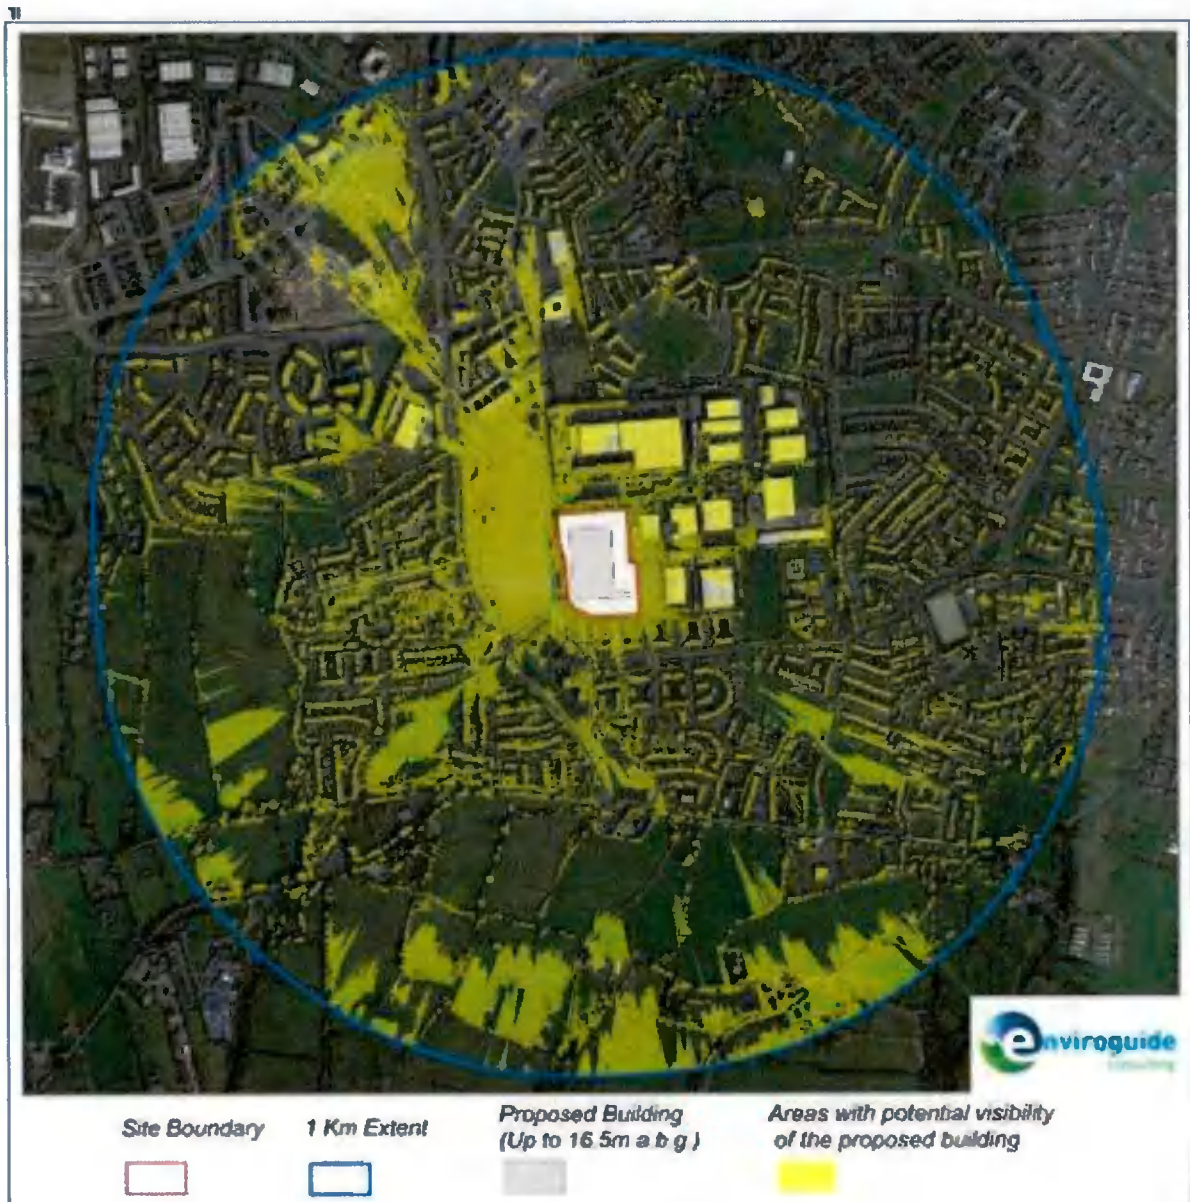 enviroguide
consulting
Site Boundary
1 Km Extent
Proposed Building
(Up to 16.5m a b g )
Areas with potential visibility
of the proposed building